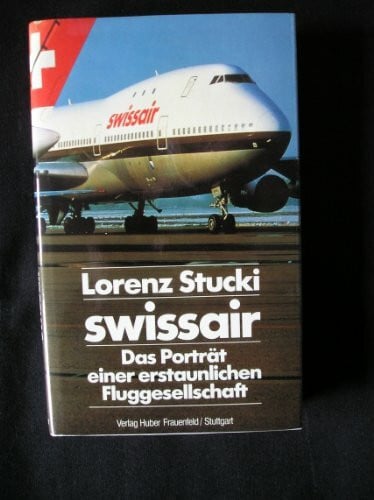 swissair
Lorenz Stucki
swissair
Das Porträt
einer erstaunlichen
Fluggesellschaft
Verlag Huber Frauenfeld/Stuttgart